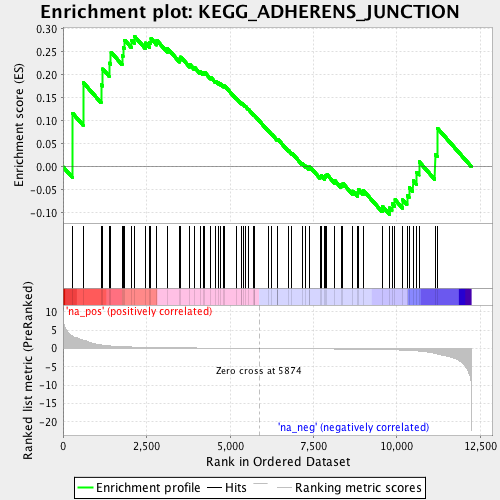 Enrichment plot: KEGG_ADHERENS_JUNCTION
Enrichment score (ES)
0.30
0.25
0.20
0.15
0.10
0.05
0.00
-0.05
-0.10
Ranked list metric (PreRanked)
'na_pos' (positively correlated)
10
5
0
-5
-10
-15
-20
Zero cross at 5874
'na_neg' (negatively correlated)
0
2,500
5,000
7,500
10,000
12,500
Rank in Ordered Dataset
Enrichment profile
Hits
Ranking metric scores